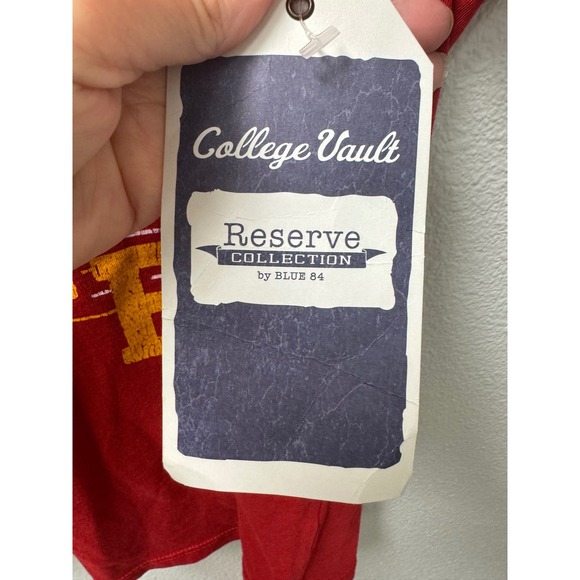 College Vault
Reserve
COLLECTION
by BLUE 84